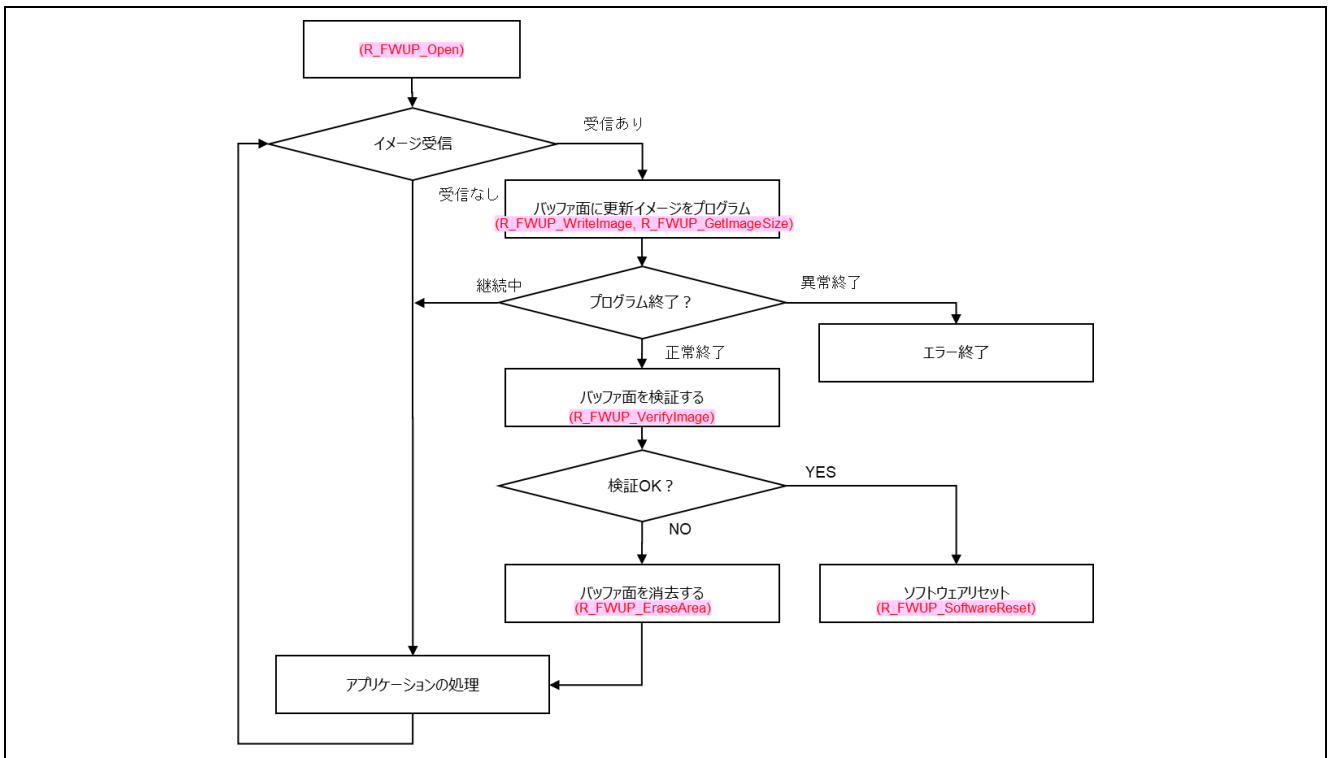 (R_FWUP_Open)
イメージ受信
受信あり
受信なし
バッファ面に更新イメージをプログラム
(R_FWUP_WriteImage, R_FWUP_GetImageSize)
継続中
プログラム終了？
異常終了
エラー終了
正常終了
バッファ面を検証する
(R_FWUP_VerifyImage)
検証OK？
YES
NO
バッファ面を消去する
(R_FWUP_EraseArea)
ソフトウェアリセット
(R_FWUP_SoftwareReset)
アプリケーションの処理